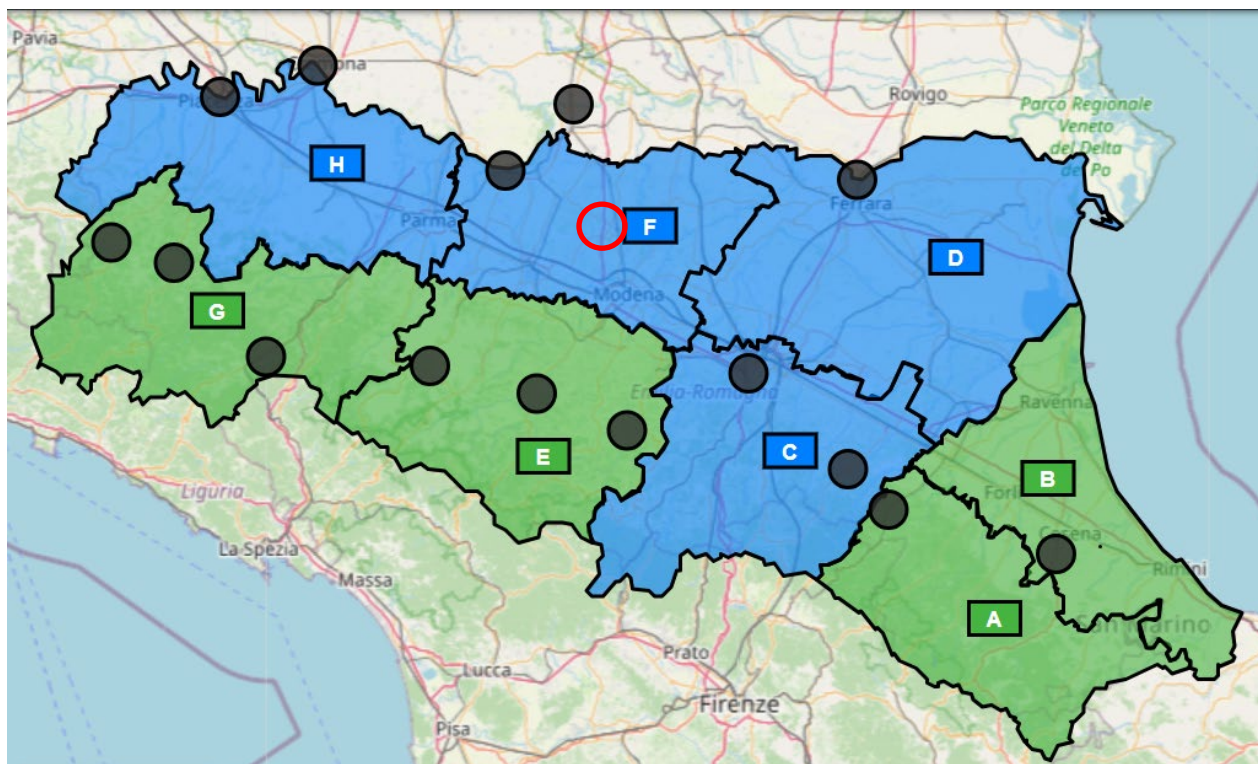 Pavia
Rovigo
Parco Regionale
Veneto
del Delta
del Po
H
Ferrara
Parma
F
D
G
Modena
Emilia-Romagna
Ravenna
E
C
B
Liguria
Forlì
Cesena
La Spezia
Massa
Rimini
A
San Marino
Prato
Lucca
Firenze
Pisa